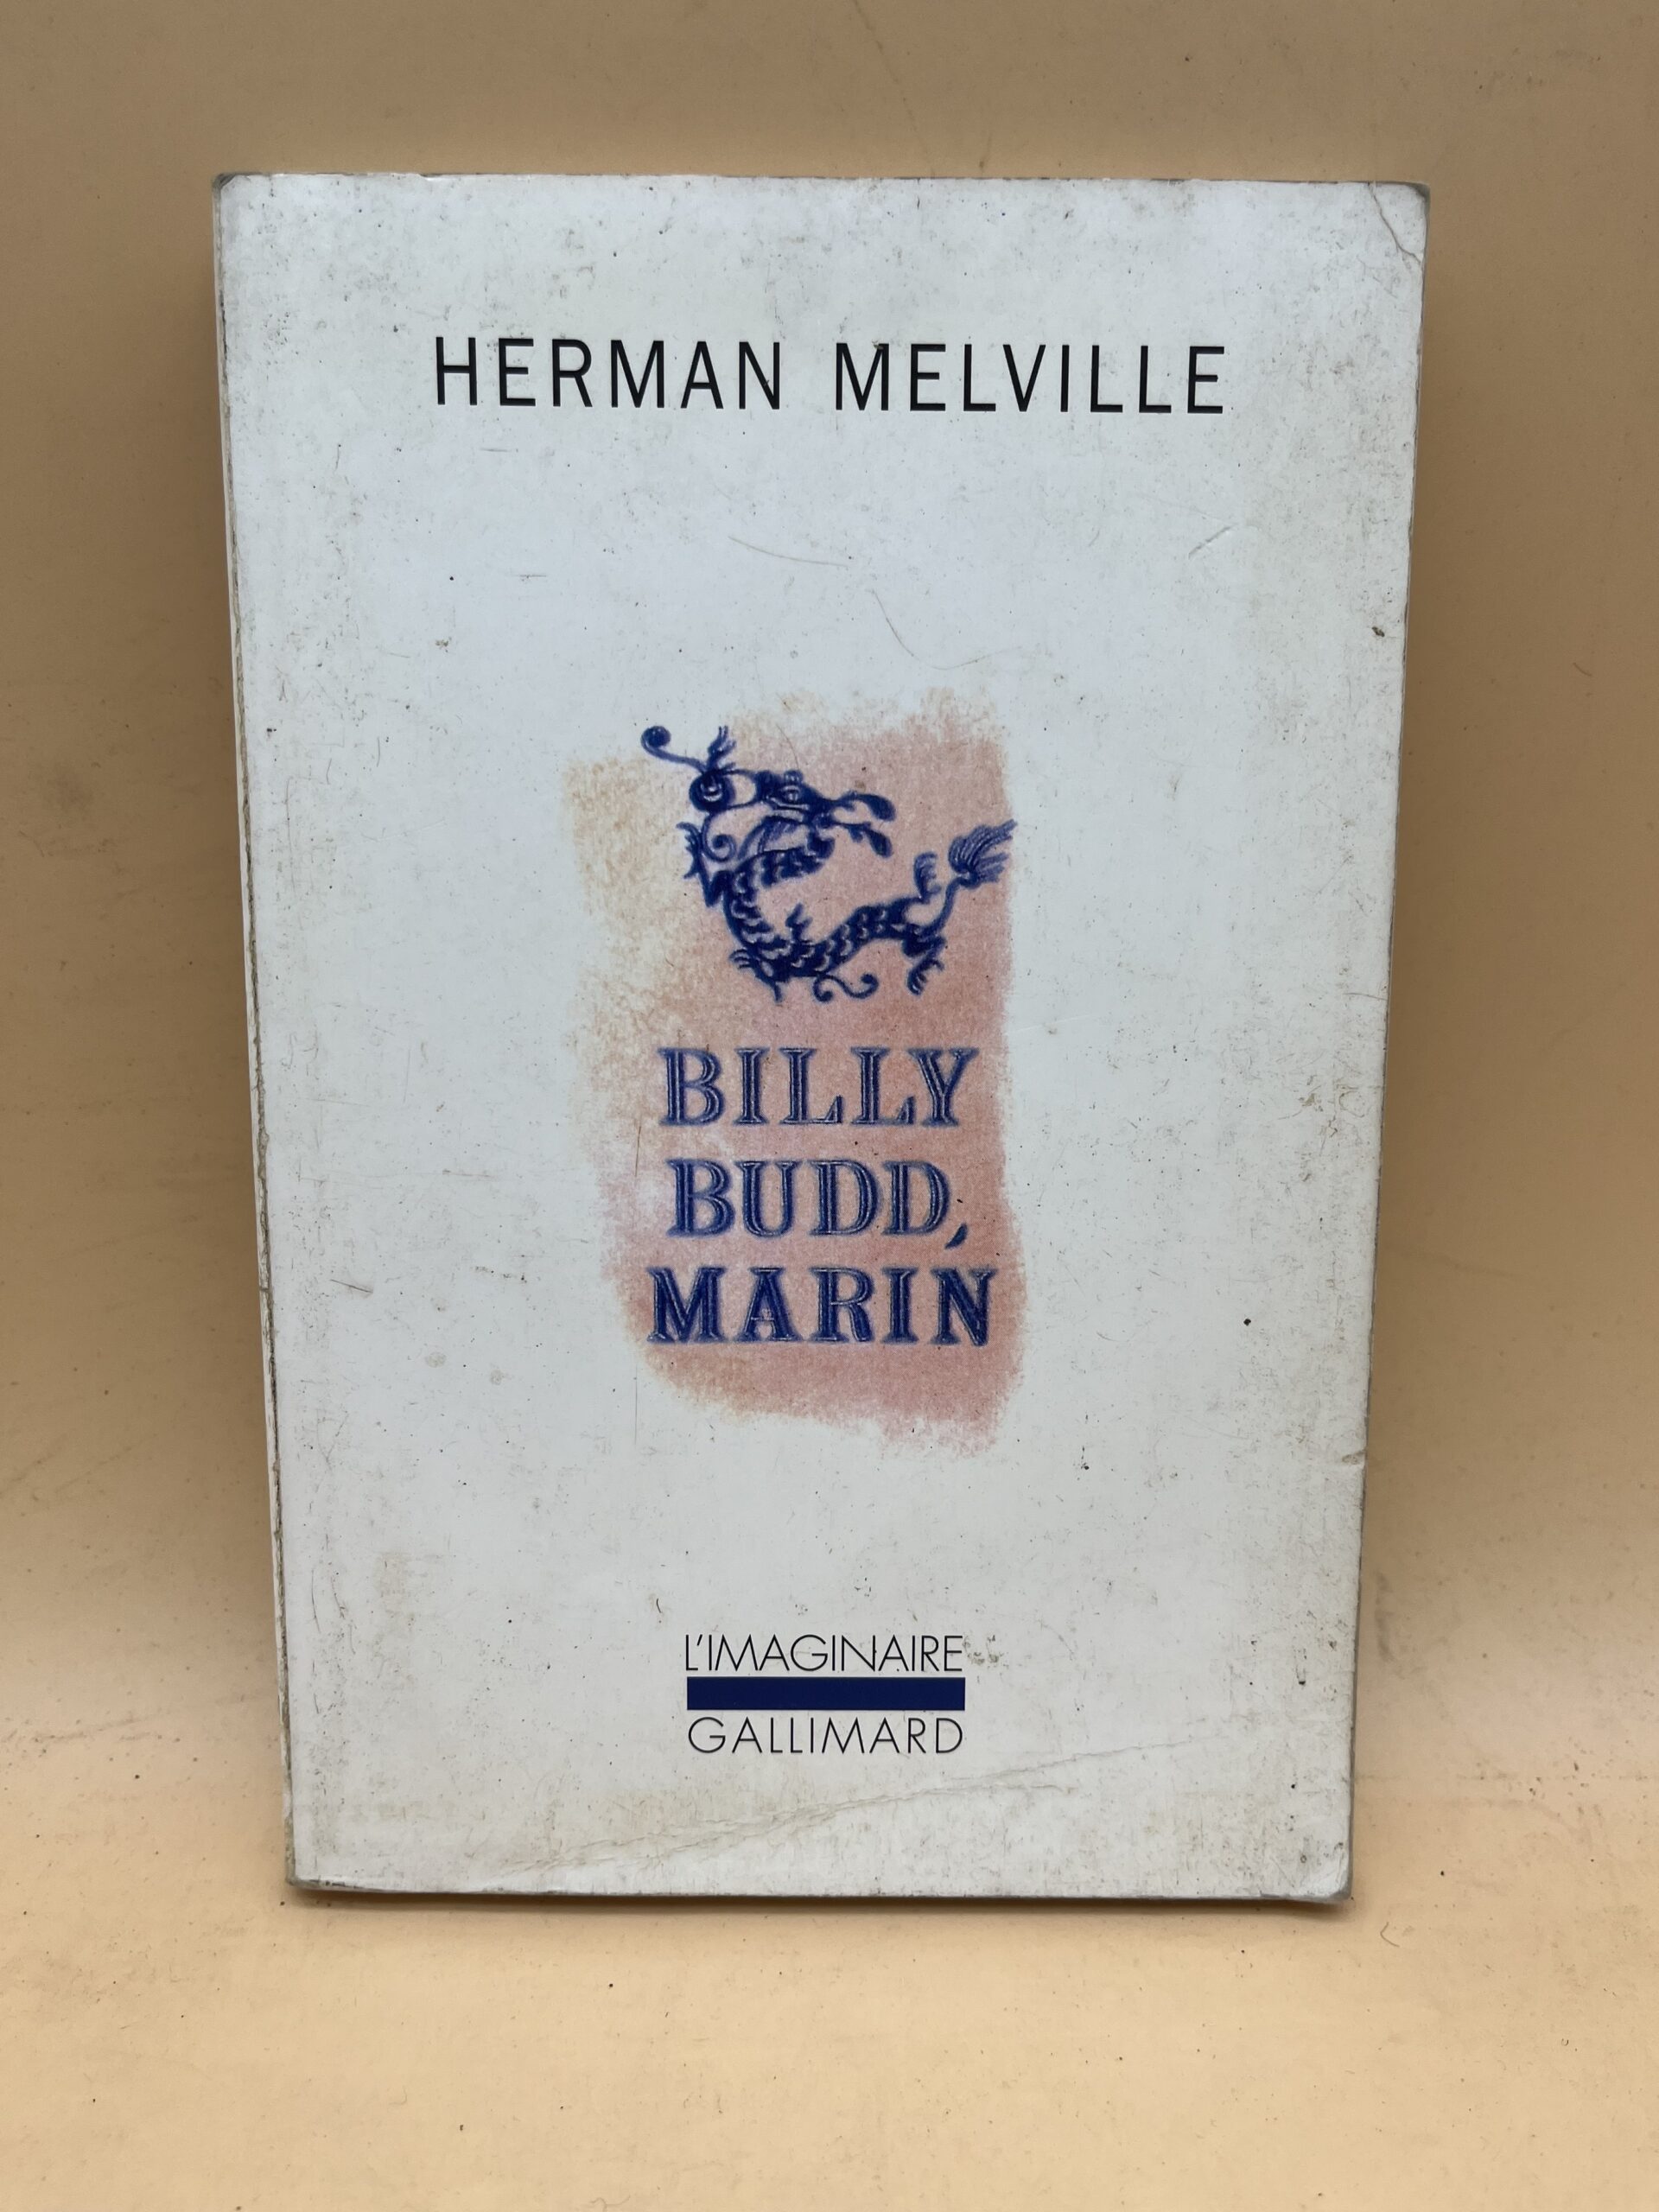 HERMAN MELVILLE
BILLY
BUDD,
MARIN
L'IMAGINAIRE
GALLIMARD